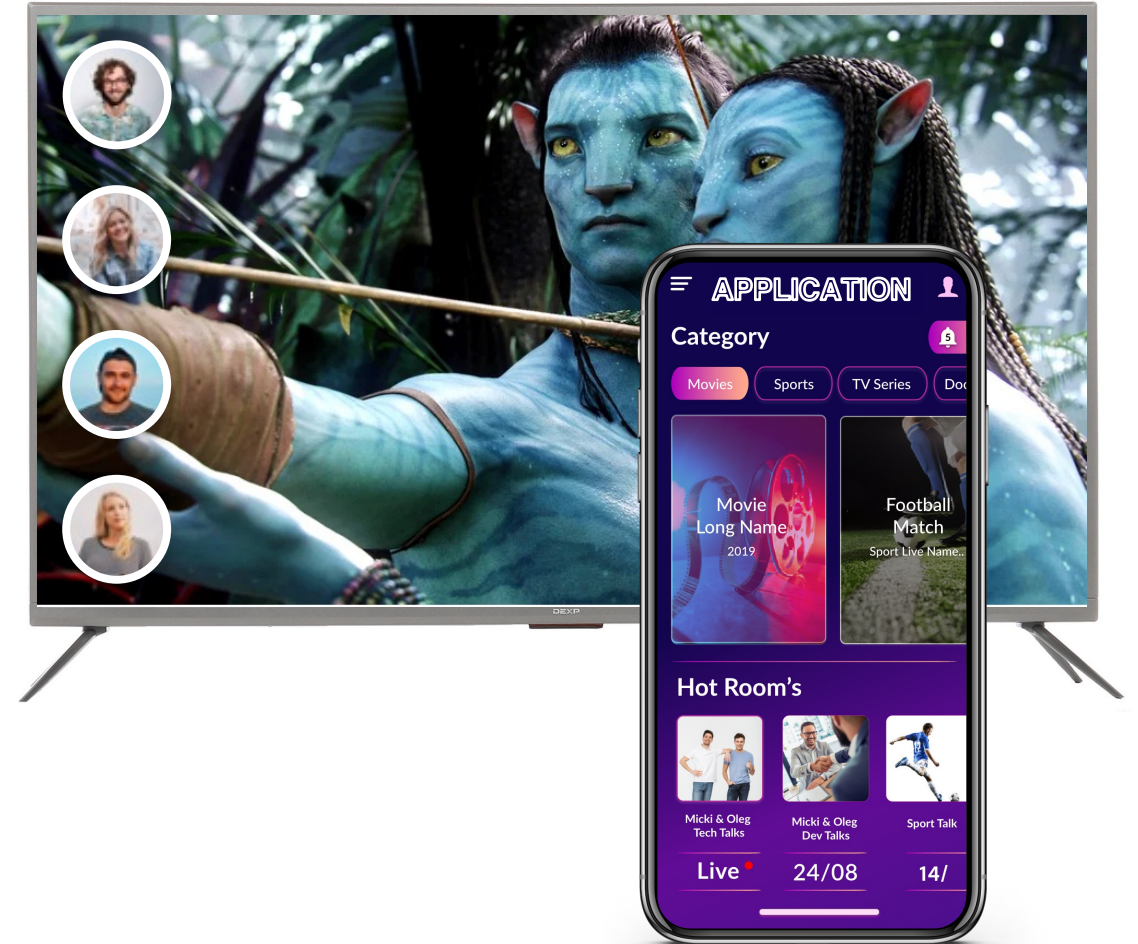 DEXP
APPLICATION
Category
5
Movies
Sports
TV Series
Doc
Movie
Long Name
2019
Football
Match
Sport Live Name..
Hot Room's
Micki & Oleg
Tech Talks
Micki & Oleg
Dev Talks
Sport Talk
Live
24/08
14/